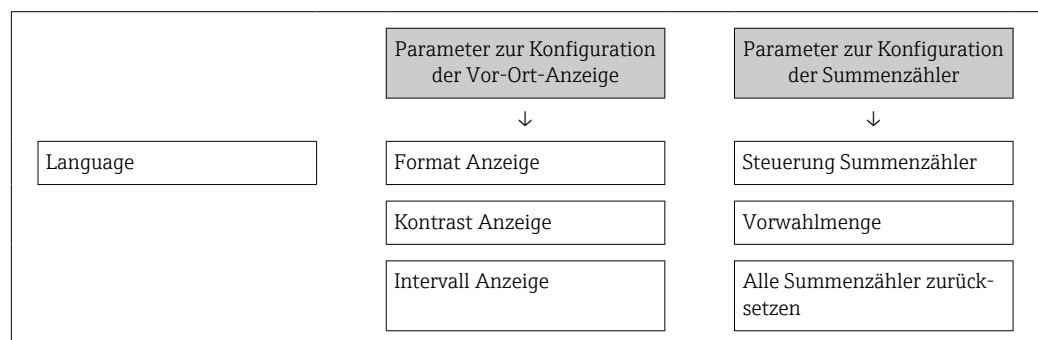 Parameter zur Konfiguration
der Vor-Ort-Anzeige
Parameter zur Konfiguration
der Summenzähler
↓
↓
Language
Format Anzeige
Steuerung Summenzähler
Kontrast Anzeige
Vorwahlmenge
Intervall Anzeige
Alle Summenzähler zurück-
setzen